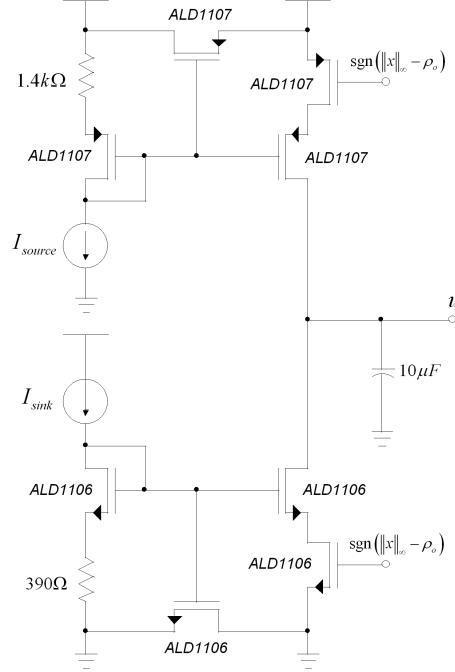 ALD1107
1.4kΩ
sgn(‖x‖∞ − ρo)
ALD1107
ALD1107
ALD1107
Isource
u
10μF
Isink
ALD1106
ALD1106
sgn(‖x‖∞ − ρo)
ALD1106
390Ω
ALD1106